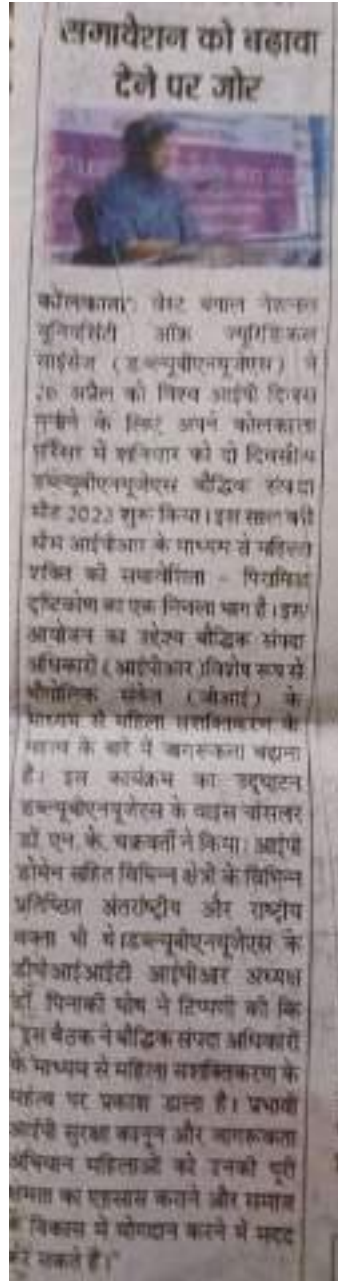 समावेशन को बढ़ावा
देने पर जोर
कोलकाता: वेस्ट बंगाल नेशनल
यूनिवर्सिटी ऑफ ज्यूरिडिकल
साइंसेज (डब्ल्यूबीएनयूजेएस) ने
26 अप्रैल को विश्व आईपी दिवस
मनाने के लिए अपने कोलकाता
परिसर में शनिवार को दो दिवसीय
डब्ल्यूबीएनयूजेएस बौद्धिक संपदा
मीट 2023 शुरू किया। इस साल की
थीम आईपीआर के माध्यम से महिला
शक्ति की समावेशिता - पिरामिड
दृष्टिकोण का एक निचला भाग है। इस
आयोजन का उद्देश्य बौद्धिक संपदा
अधिकारों (आईपीआर) विशेष रूप से
भौगोलिक संकेत (जीआई) के
माध्यम से महिला सशक्तिकरण के
महत्व के बारे में जागरूकता बढ़ाना
है। इस कार्यक्रम का उद्घाटन
डब्ल्यूबीएनयूजेएस के वाइस चांसलर
डॉ. एन. के. चक्रवर्ती ने किया। आईपी
डोमेन सहित विभिन्न क्षेत्रों के विभिन्न
प्रतिष्ठित अंतर्राष्ट्रीय और राष्ट्रीय
वक्ता भी थे। डब्ल्यूबीएनयूजेएस के
डीपीआईआईटी आईपीआर अध्यक्ष
डॉ. पिनाकी घोष ने टिप्पणी की कि
"इस बैठक ने बौद्धिक संपदा अधिकारों
के माध्यम से महिला सशक्तिकरण के
महत्व पर प्रकाश डाला है। प्रभावी
आईपी सुरक्षा कानून और जागरूकता
अभियान महिलाओं को उनकी पूरी
क्षमता का एहसास कराने और समाज
के विकास में योगदान करने में मदद
कर सकते हैं।"